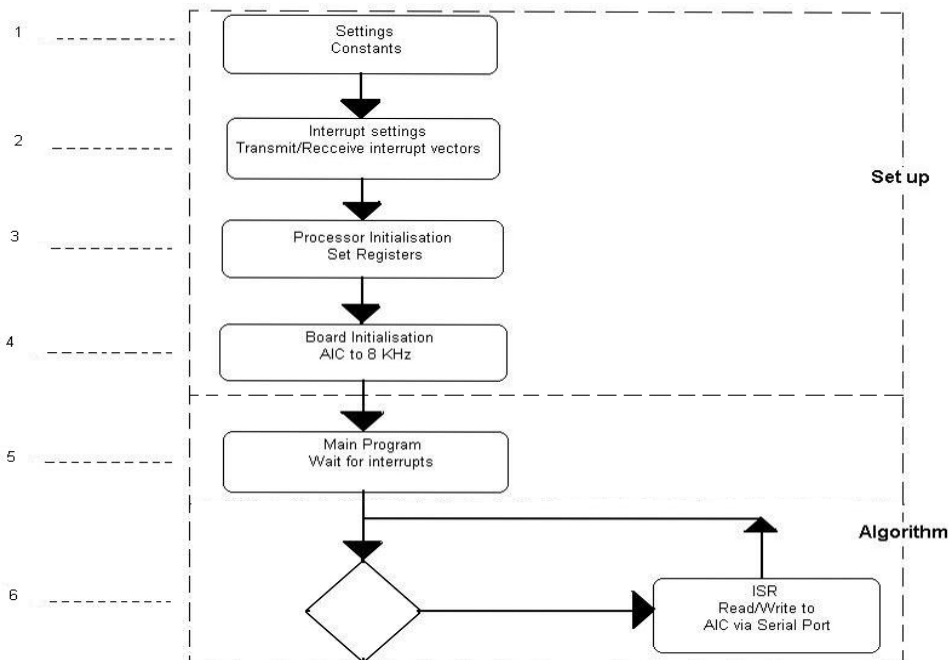 1
Settings
Constants
2
Interrupt settings
Transmit/Recceive interrupt vectors
Set up
3
Processor Initialisation
Set Registers
4
Board Initialisation
AIC to 8 KHz
5
Main Program
Wait for interrupts
Algorithm
6
ISR
Read/Write to
AIC via Serial Port